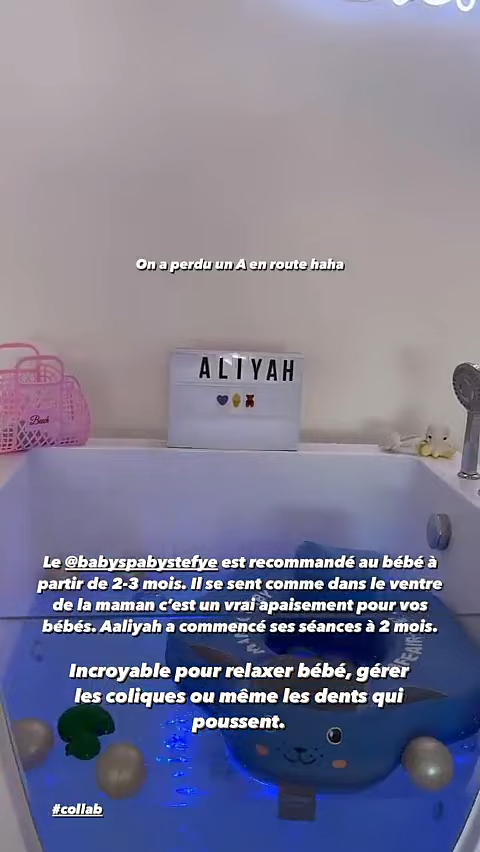 On a perdu un A en route haha
ALIYAH
Beach
Le @babyspabystefye est recommandé au bébé à
partir de 2-3 mois. Il se sent comme dans le ventre
de la maman c’est un vrai apaisement pour vos
bébés. Aaliyah a commencé ses séances à 2 mois.
Incroyable pour relaxer bébé, gérer
les coliques ou même les dents qui
poussent.
#collab